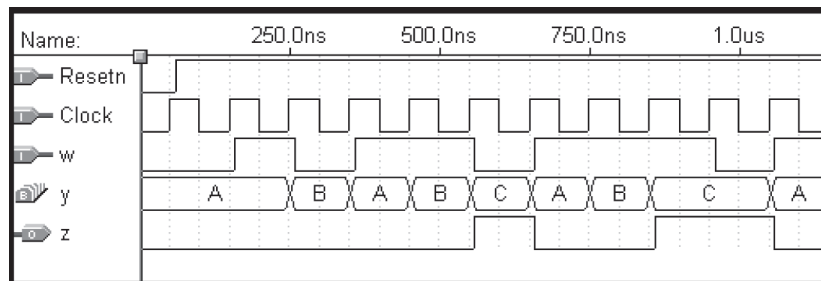 Name: 250.0ns 500.0ns 750.0ns 1.0us
I Resetn
I Clock
I w
B y A B A B C A B C A
O z